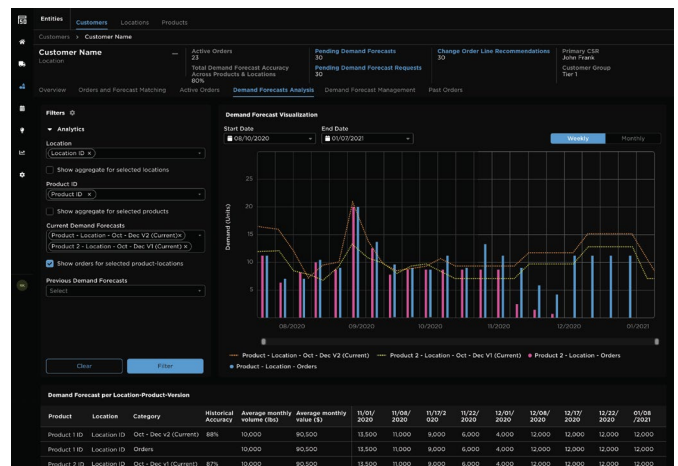 Entities
Customers
Locations
Products
Customers > Customer Name
Customer Name
Location
Active Orders
23
Total Demand Forecast Accuracy
Across Products & Locations
80%
Pending Demand Forecasts
30
Pending Demand Forecast Requests
30
Change Order Line Recommendations
30
Primary CSR
John Frank
Customer Group
Tier 1
Overview
Orders and Forecast Matching
Active Orders
Demand Forecasts Analysis
Demand Forecast Management
Past Orders
Filters
Analytics
Location
Location ID ×
Show aggregate for selected locations
Product ID
Product ID ×
Show aggregate for selected products
Current Demand Forecasts
Product - Location - Oct - Dec V2 (Current)×
Product 2 - Location - Oct - Dec V1 (Current) ×
Show orders for selected product-locations
Previous Demand Forecasts
Select
Clear
Filter
Demand Forecast Visualization
Start Date
08/10/2020
End Date
01/07/2021
Weekly
Monthly
Demand (Units)
25
20
15
10
5
08/2020
09/2020
10/2020
11/2020
12/2020
01/2021
Product - Location - Oct - Dec V2 (Current)
Product 2 - Location - Oct - Dec V1 (Current)
Product 2 - Location - Orders
Product - Location - Orders
Demand Forecast per Location-Product-Version
Product Location Category Historical Accuracy Average monthly volume (lbs) Average monthly value ($) 11/01/2020 11/08/2020 11/17/2020 11/22/2020 12/01/2020 12/08/2020 12/17/2020 12/22/2020 01/08/2021
Product 1 ID Location ID Oct - Dec v2 (Current) 88% 10,000 90,500 13,500 11,000 9,000 6,000 4,000 12,000 12,000 12,000 12,000
Product 1 ID Location ID Orders 10,000 90,500 13,500 11,000 9,000 6,000 4,000 12,000 12,000 12,000 12,000
Product 2 ID Location ID Oct - Dec v1 (Current) 87% 10,000 90,500 13,500 11,000 9,000 6,000 4,000 12,000 12,000 12,000 12,000